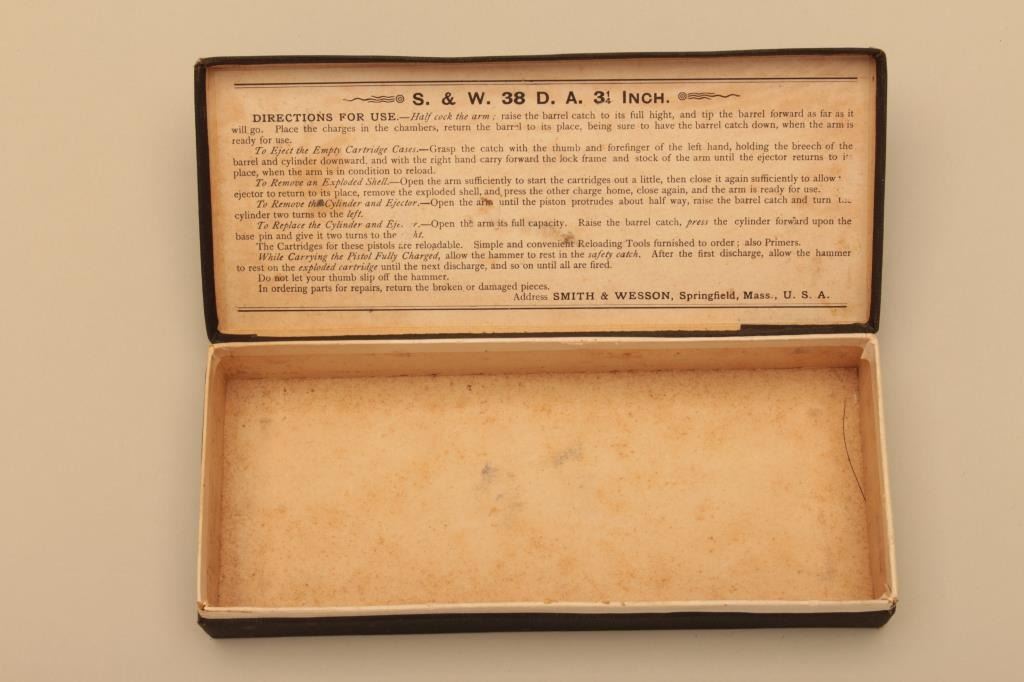 S. & W. 38 D. A. 3¼ INCH.
DIRECTIONS FOR USE.—Half cock the arm; raise the barrel catch to its full hight, and tip the barrel forward as far as it
will go. Place the charges in the chambers, return the barrel to its place, being sure to have the barrel catch down, when the arm is
ready for use.
To Eject the Empty Cartridge Cases.—Grasp the catch with the thumb and forefinger of the left hand, holding the breech of the
barrel and cylinder downward, and with the right hand carry forward the lock frame and stock of the arm until the ejector returns to its
place, when the arm is in condition to reload.
To Remove an Exploded Shell.—Open the arm sufficiently to start the cartridges out a little, then close it again sufficiently to allow
ejector to return to its place, remove the exploded shell, and press the other charge home, close again, and the arm is ready for use.
To Remove the Cylinder and Ejector.—Open the arm until the piston protrudes about half way, raise the barrel catch and turn the
cylinder two turns to the left.
To Replace the Cylinder and Ejector.—Open the arm its full capacity. Raise the barrel catch, press the cylinder forward upon the
base pin and give it two turns to the right.
The Cartridges for these pistols are reloadable. Simple and convenient Reloading Tools furnished to order; also Primers.
While Carrying the Pistol Fully Charged, allow the hammer to rest in the safety catch. After the first discharge, allow the hammer
to rest on the exploded cartridge until the next discharge, and so on until all are fired.
Do not let your thumb slip off the hammer.
In ordering parts for repairs, return the broken or damaged pieces.
Address SMITH & WESSON, Springfield, Mass., U. S. A.